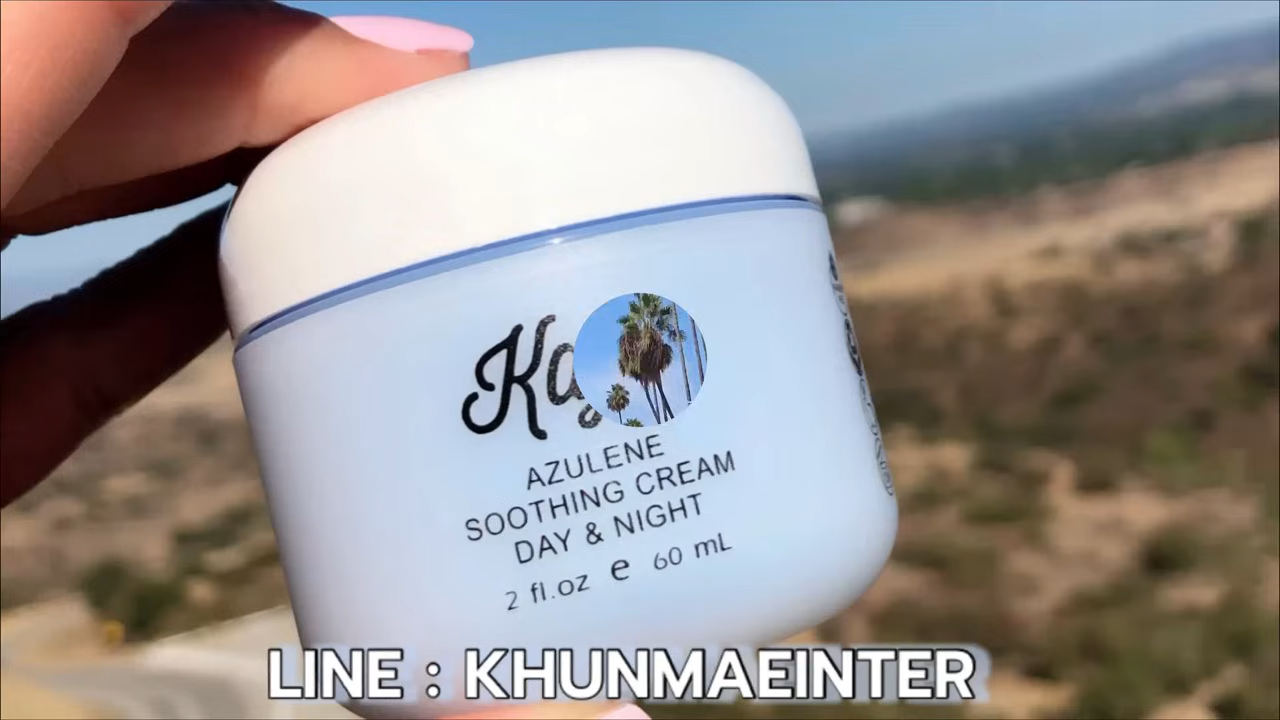 AZULENE
SOOTHING CREAM
DAY & NIGHT
2 fl.oz e 60 mL
LINE : KHUNMAEINTER